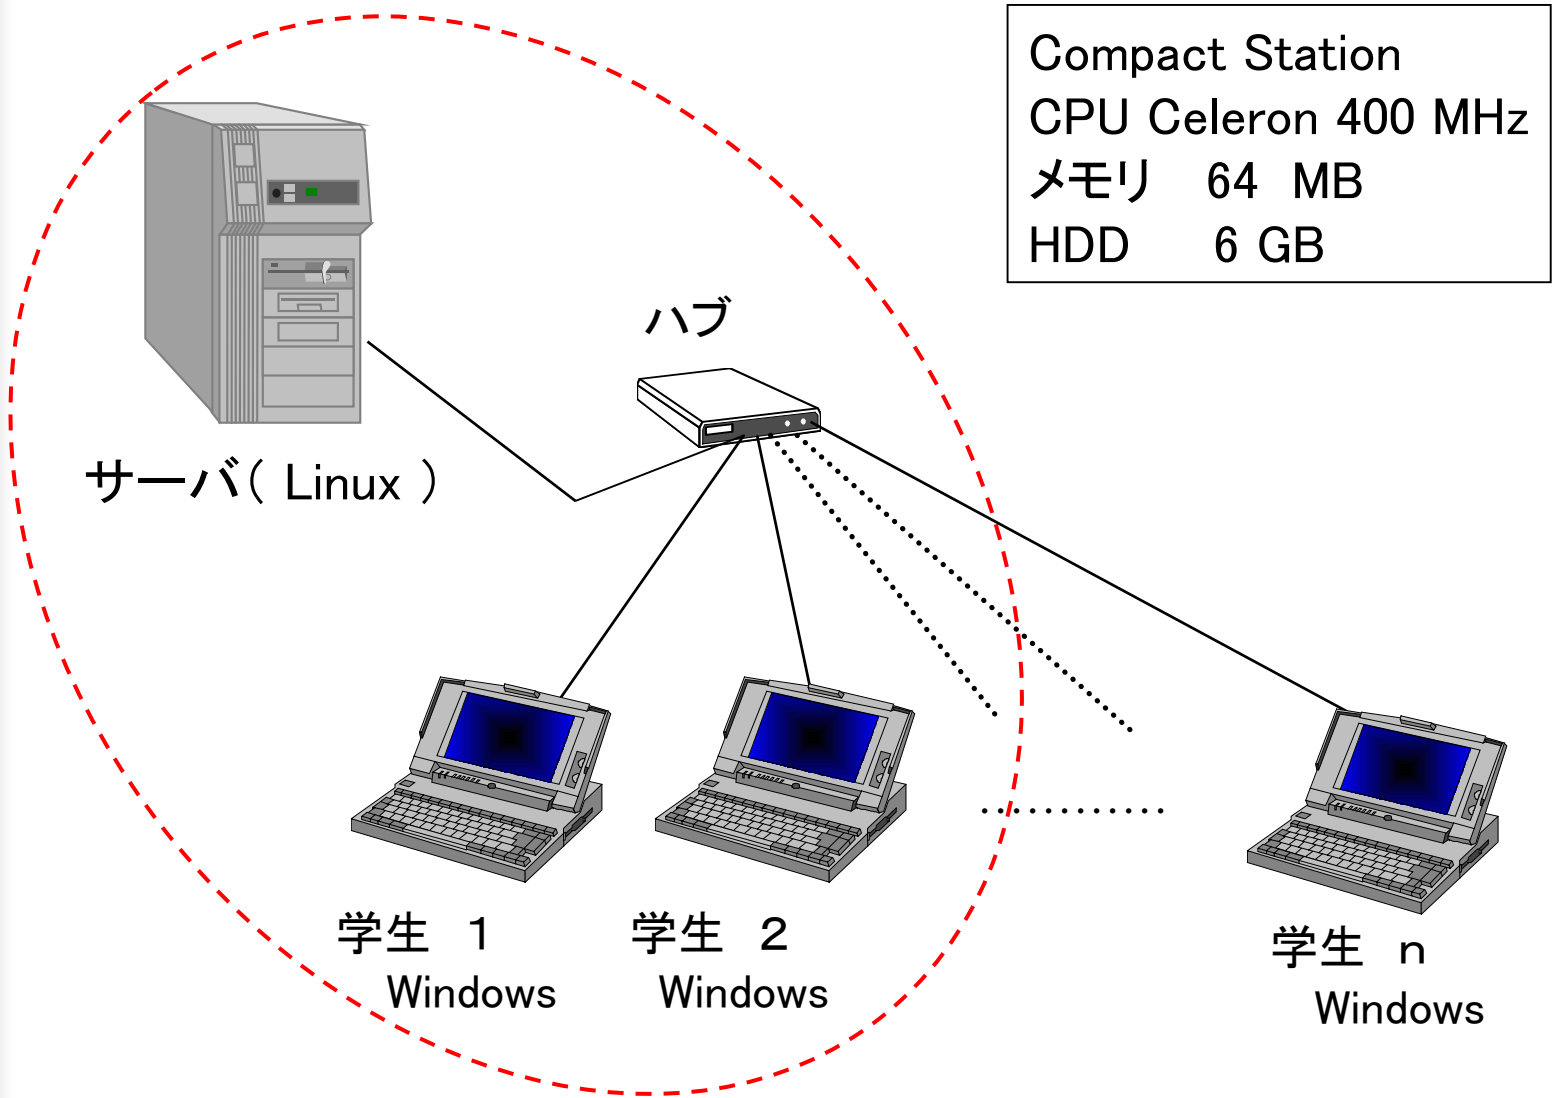 Compact Station
CPU Celeron 400 MHz
メモリ　64　MB
HDD　　6 GB
ハブ
サーバ（ Linux ）
学生　１
Windows
学生　２
Windows
学生　n
Windows